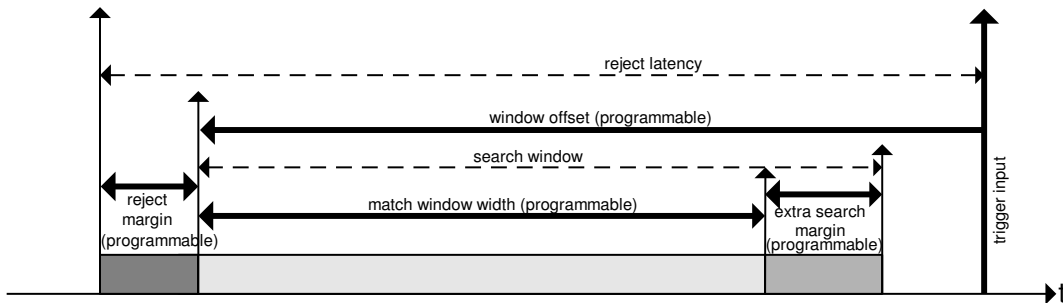 reject latency
window offset (programmable)
search window
reject
margin
(programmable)
match window width (programmable)
extra search
margin
(programmable)
trigger input
t